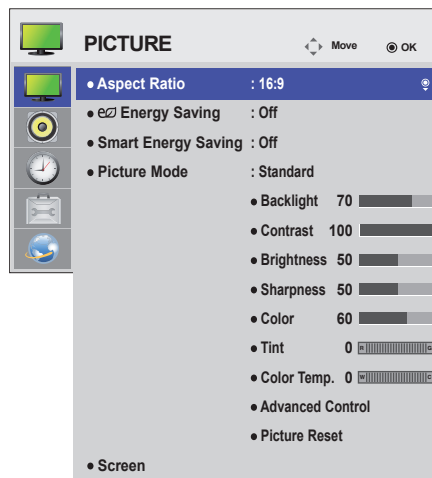 PICTURE Move OK
• Aspect Ratio : 16:9
• Energy Saving : Off
• Smart Energy Saving : Off
• Picture Mode : Standard
• Backlight 70
• Contrast 100
• Brightness 50
• Sharpness 50
• Color 60
• Tint 0 R G
• Color Temp. 0 W C
• Advanced Control
• Picture Reset
• Screen